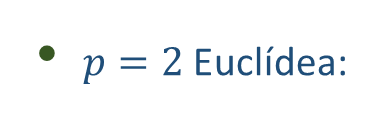 • p = 2 Euclídea: